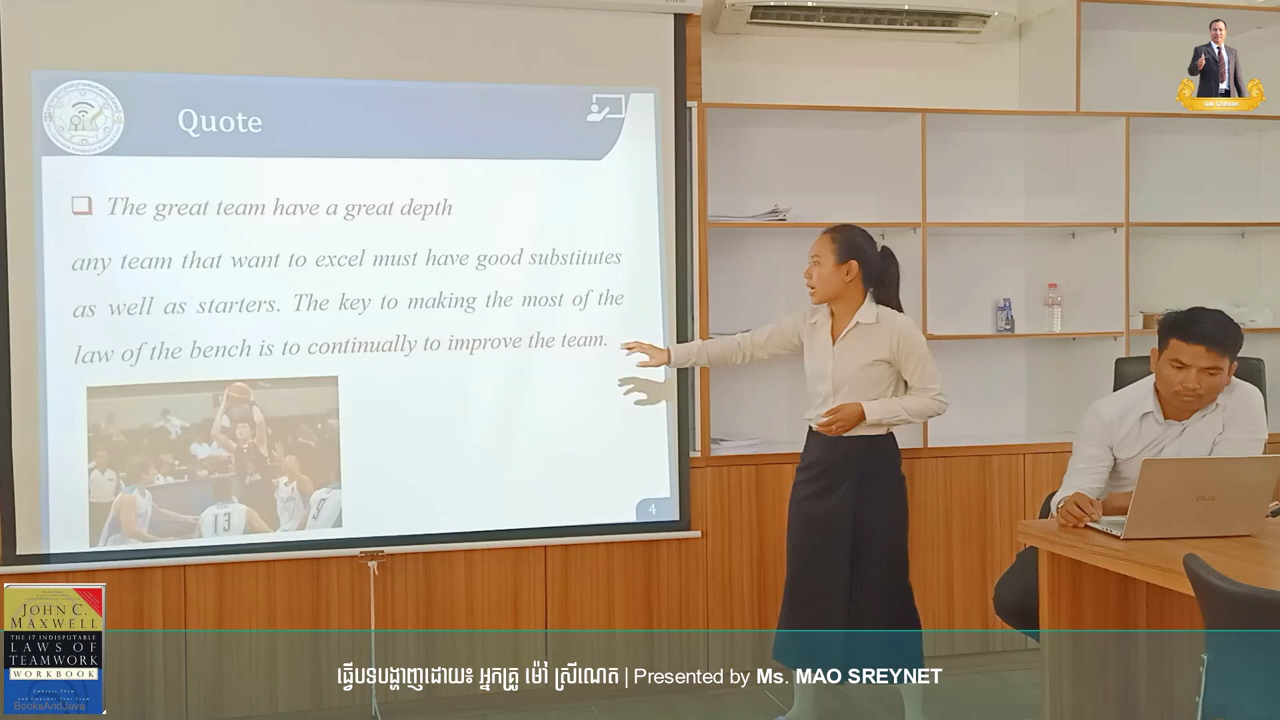 Quote
The great team have a great depth
any team that want to excel must have good substitutes
as well as starters. The key to making the most of the
law of the bench is to continually to improve the team.
13
9
4
JOHN C.
MAXWELL
THE 17 INDISPUTABLE
LAWS OF
TEAMWORK
WORKBOOK
BooksAndJava
ធ្វើបទបង្ហាញដោយ៖ អ្នកគ្រូ ម៉ៅ ស្រីណេត | Presented by Ms. MAO SREYNET